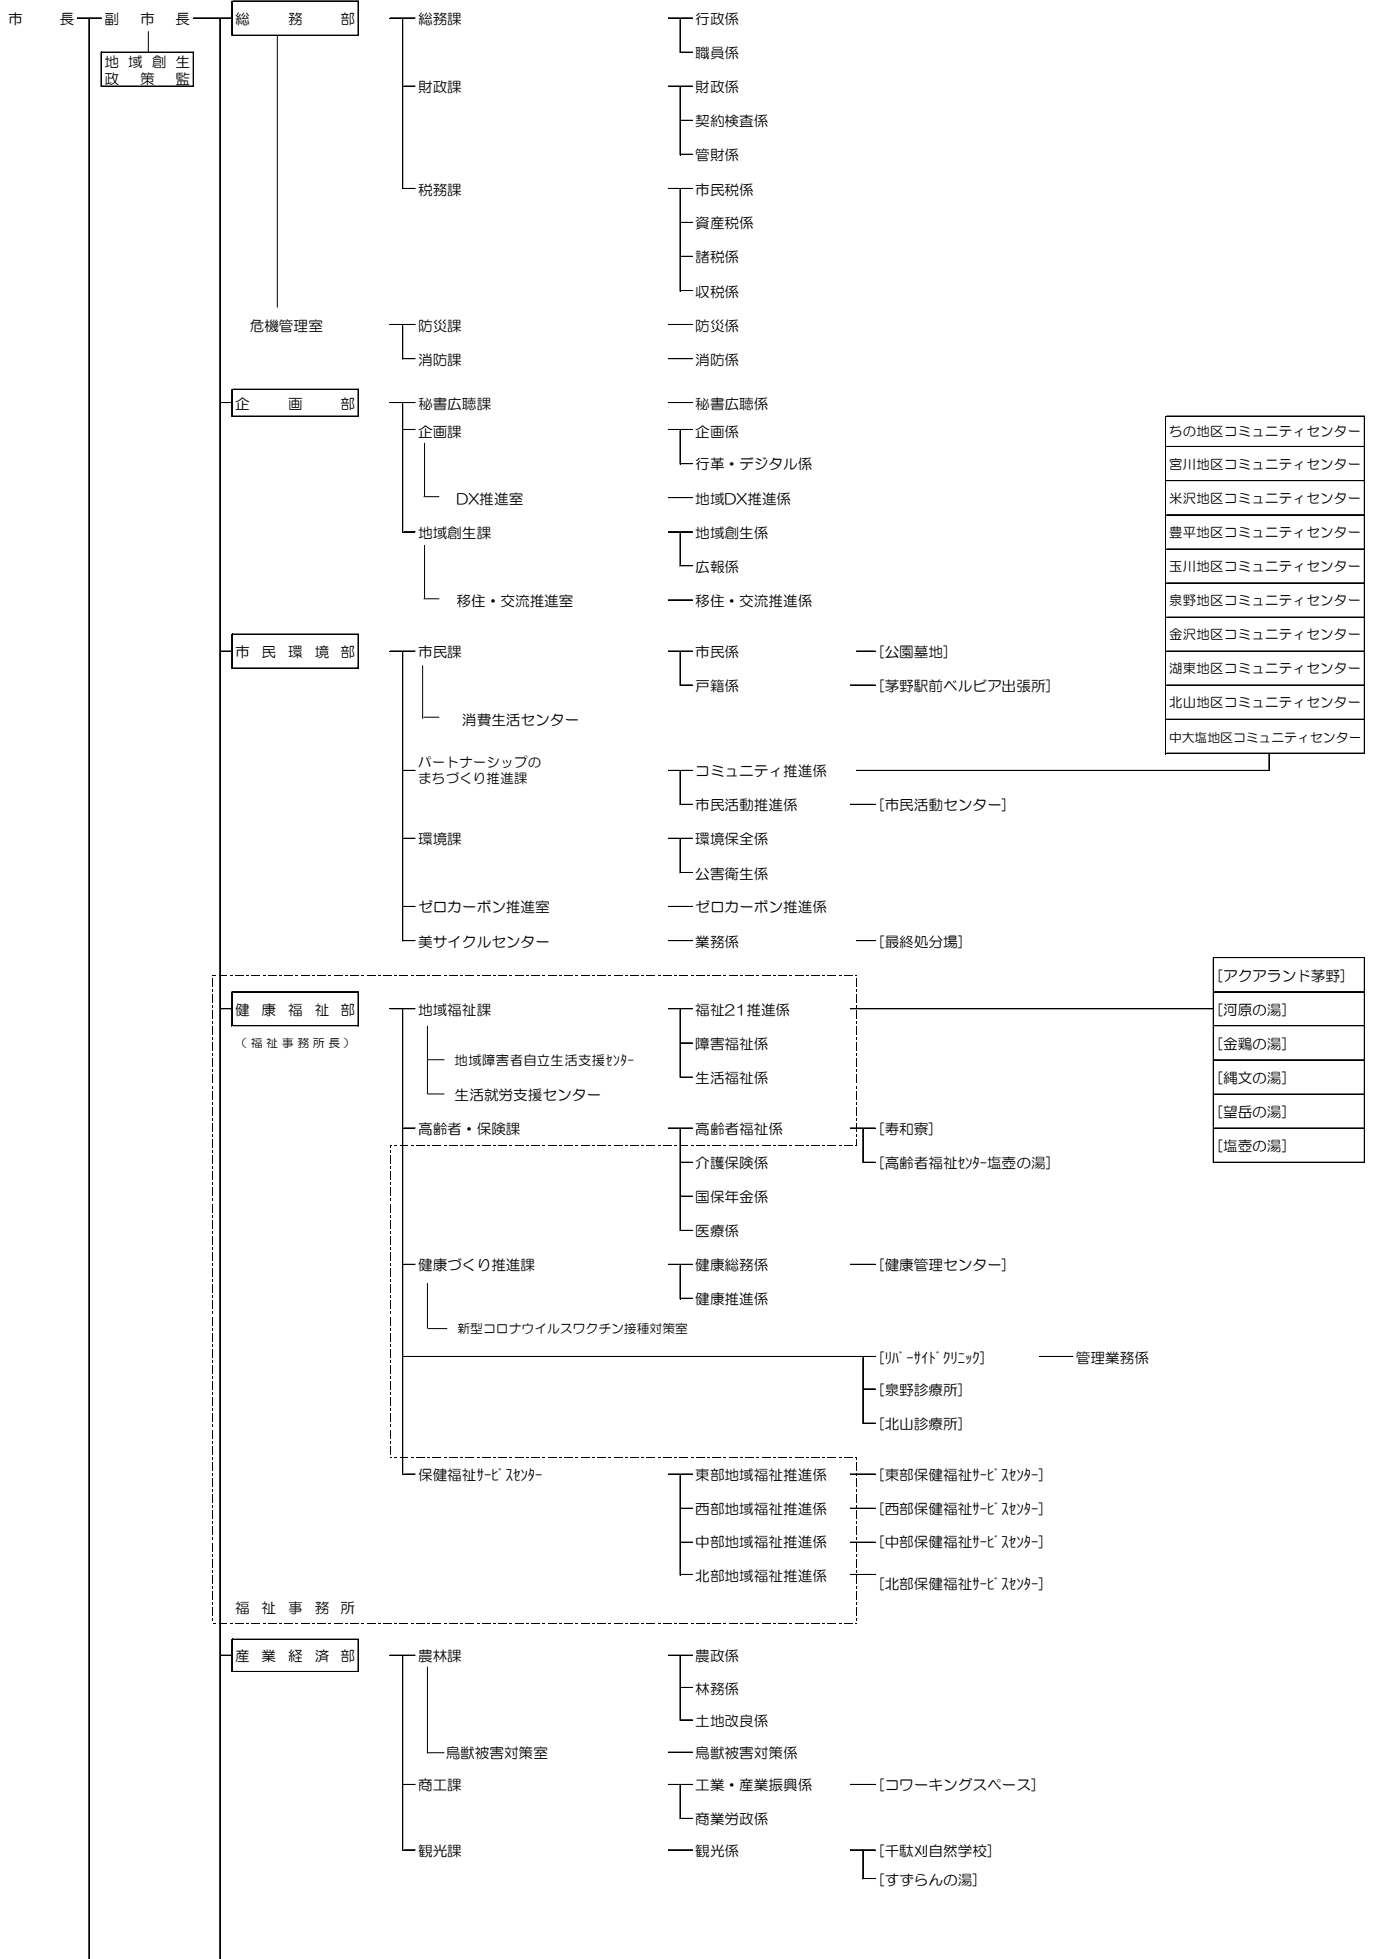 市　長 副　市　長 総　務　部 総務課 行政係
地域創生
政策監
職員係
財政課 財政係
契約検査係
管財係
税務課 市民税係
資産税係
諸税係
収税係
危機管理室 防災課 防災係
消防課 消防係
企　画　部 秘書広聴課 秘書広聴係
企画課 企画係
行革・デジタル係
DX推進室 地域DX推進係
地域創生課 地域創生係
広報係
移住・交流推進室 移住・交流推進係
ちの地区コミュニティセンター
宮川地区コミュニティセンター
米沢地区コミュニティセンター
豊平地区コミュニティセンター
玉川地区コミュニティセンター
泉野地区コミュニティセンター
金沢地区コミュニティセンター
湖東地区コミュニティセンター
北山地区コミュニティセンター
中大塩地区コミュニティセンター
市民環境部 市民課 市民係 [公園墓地]
戸籍係 [茅野駅前ベルビア出張所]
消費生活センター
パートナーシップの
まちづくり推進課
コミュニティ推進係
市民活動推進係 [市民活動センター]
環境課 環境保全係
公害衛生係
ゼロカーボン推進室 ゼロカーボン推進係
美サイクルセンター 業務係 [最終処分場]
健康福祉部 地域福祉課 福祉21推進係
（福祉事務所長）
障害福祉係
地域障害者自立生活支援ｾﾝﾀｰ
生活福祉係
生活就労支援センター
[アクアランド茅野]
[河原の湯]
[金鶏の湯]
[縄文の湯]
[望岳の湯]
[塩壺の湯]
高齢者・保険課 高齢者福祉係 [寿和寮]
介護保険係 [高齢者福祉ｾﾝﾀｰ塩壺の湯]
国保年金係
医療係
健康づくり推進課 健康総務係 [健康管理センター]
健康推進係
新型コロナウイルスワクチン接種対策室
[ﾘﾊﾞｰｻｲﾄﾞｸﾘﾆｯｸ] 管理業務係
[泉野診療所]
[北山診療所]
保健福祉ｻｰﾋﾞｽｾﾝﾀｰ 東部地域福祉推進係 [東部保健福祉ｻｰﾋﾞｽｾﾝﾀｰ]
西部地域福祉推進係 [西部保健福祉ｻｰﾋﾞｽｾﾝﾀｰ]
中部地域福祉推進係 [中部保健福祉ｻｰﾋﾞｽｾﾝﾀｰ]
北部地域福祉推進係 [北部保健福祉ｻｰﾋﾞｽｾﾝﾀｰ]
福祉事務所
産業経済部 農林課 農政係
林務係
土地改良係
鳥獣被害対策室 鳥獣被害対策係
商工課 工業・産業振興係 [コワーキングスペース]
商業労政係
観光課 観光係 [千駄刈自然学校]
[すずらんの湯]